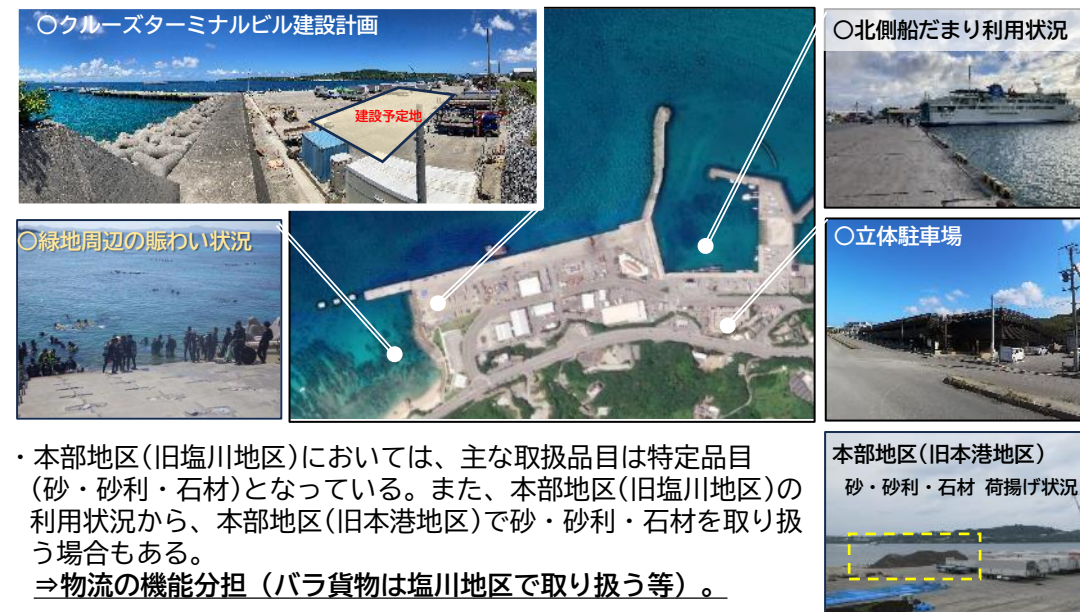 〇クルーズターミナルビル建設計画
建設予定地
〇北側船だまり利用状況
〇緑地周辺の賑わい状況
〇立体駐車場
・本部地区(旧塩川地区)においては、主な取扱品目は特定品目
(砂・砂利・石材)となっている。また、本部地区(旧塩川地区)の
利用状況から、本部地区(旧本港地区)で砂・砂利・石材を取り扱
う場合もある。
⇒物流の機能分担（バラ貨物は塩川地区で取り扱う等）。
本部地区(旧本港地区)
砂・砂利・石材 荷揚げ状況